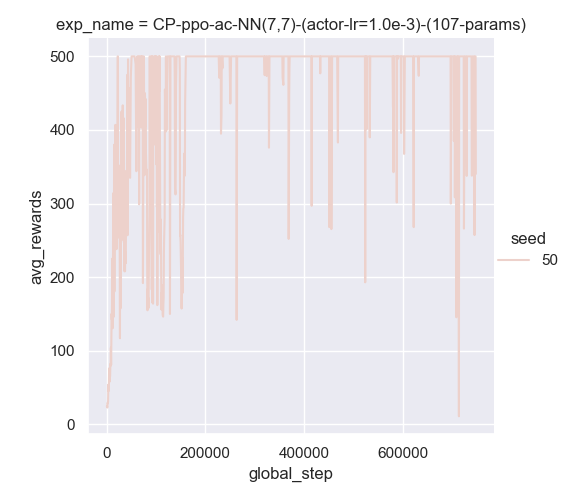 exp_name = CP-ppo-ac-NN(7,7)-(actor-lr=1.0e-3)-(107-params)
500
400
300
200
100
0
avg_rewards
0 200000 400000 600000
global_step
seed
50